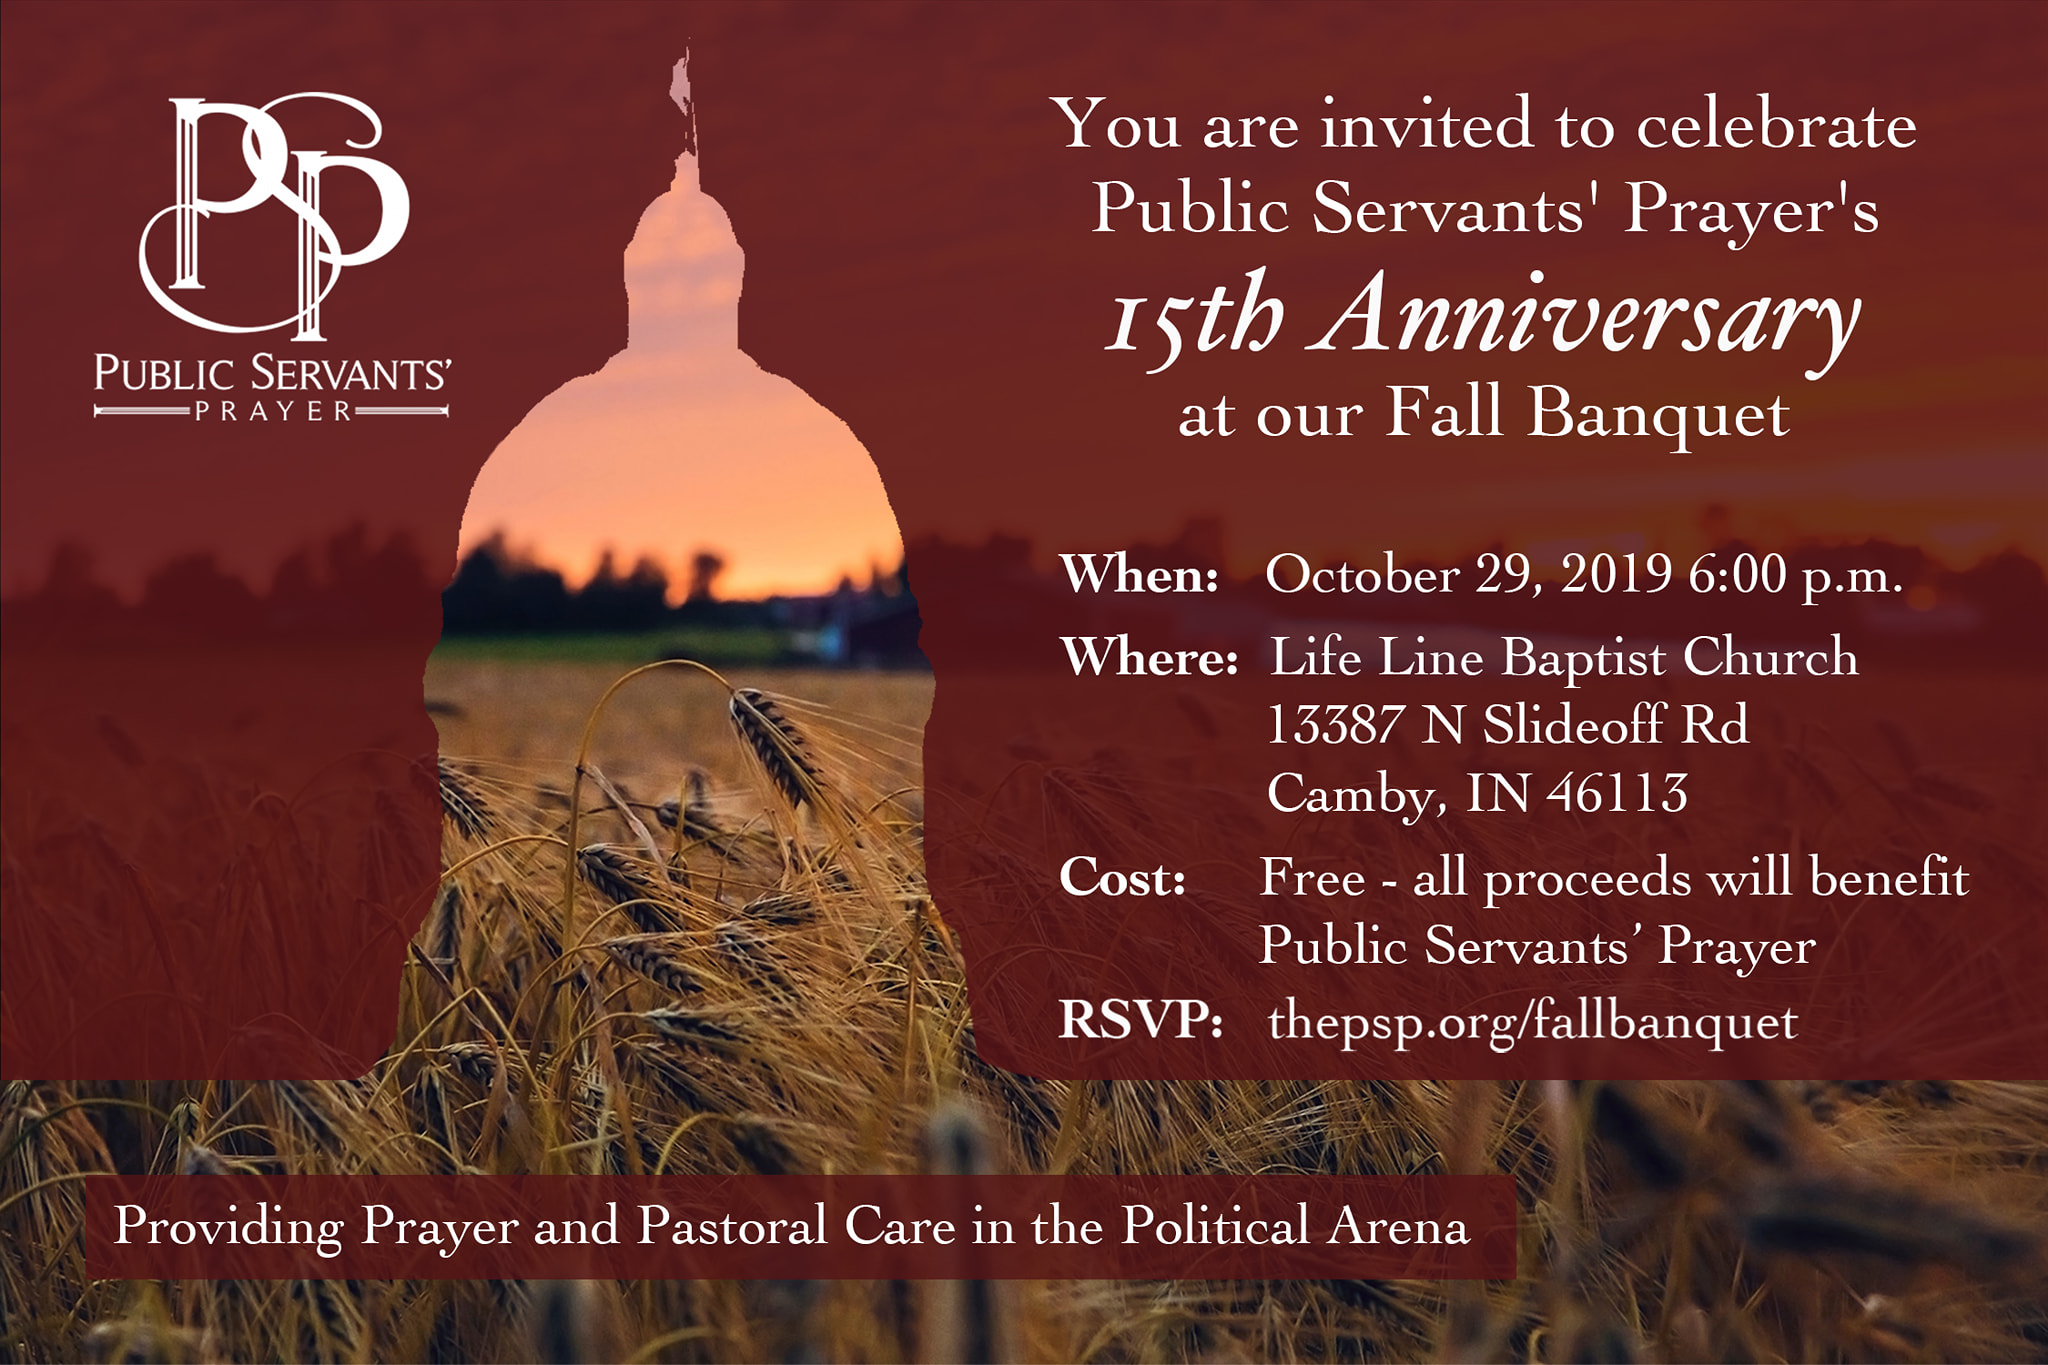 PSP
PUBLIC SERVANTS'
PRAYER
You are invited to celebrate
Public Servants' Prayer's
15th Anniversary
at our Fall Banquet
When: October 29, 2019 6:00 p.m.
Where: Life Line Baptist Church
13387 N Slideoff Rd
Camby, IN 46113
Cost: Free - all proceeds will benefit
Public Servants’ Prayer
RSVP: thepsp.org/fallbanquet
Providing Prayer and Pastoral Care in the Political Arena